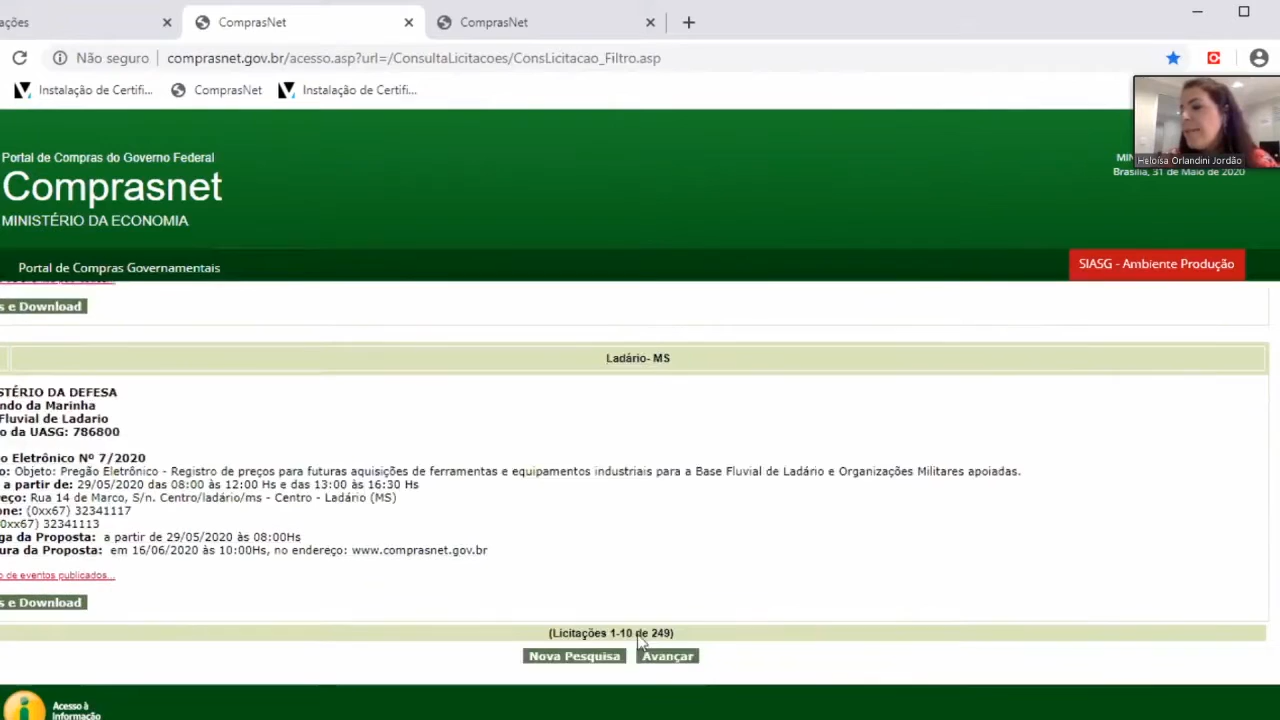 ações
ComprasNet
ComprasNet
Não seguro
comprasnet.gov.br/acesso.asp?url=/ConsultaLicitacoes/ConsLicitacao_Filtro.asp
Instalação de Certifi...
ComprasNet
Instalação de Certifi...
Portal de Compras do Governo Federal
Comprasnet
MINISTÉRIO DA ECONOMIA
MIN
Heloísa Orlandini Jordão
Brasília, 31 de Maio de 2020
Portal de Compras Governamentais
SIASG - Ambiente Produção
s e Download
Ladário- MS
STÉRIO DA DEFESA
ndo da Marinha
Fluvial de Ladario
o da UASG: 786800
o Eletrônico Nº 7/2020
o: Objeto: Pregão Eletrônico - Registro de preços para futuras aquisições de ferramentas e equipamentos industriais para a Base Fluvial de Ladário e Organizações Militares apoiadas.
a partir de: 29/05/2020 das 08:00 às 12:00 Hs e das 13:00 às 16:30 Hs
eço: Rua 14 de Marco, S/n. Centro/ladário/ms - Centro - Ladário (MS)
one: (0xx67) 32341117
0xx67) 32341113
ga da Proposta: a partir de 29/05/2020 às 08:00Hs
ura da Proposta: em 16/06/2020 às 10:00Hs, no endereço: www.comprasnet.gov.br
o de eventos publicados...
s e Download
(Licitações 1-10 de 249)
Nova Pesquisa Avançar
Acesso à
Informação